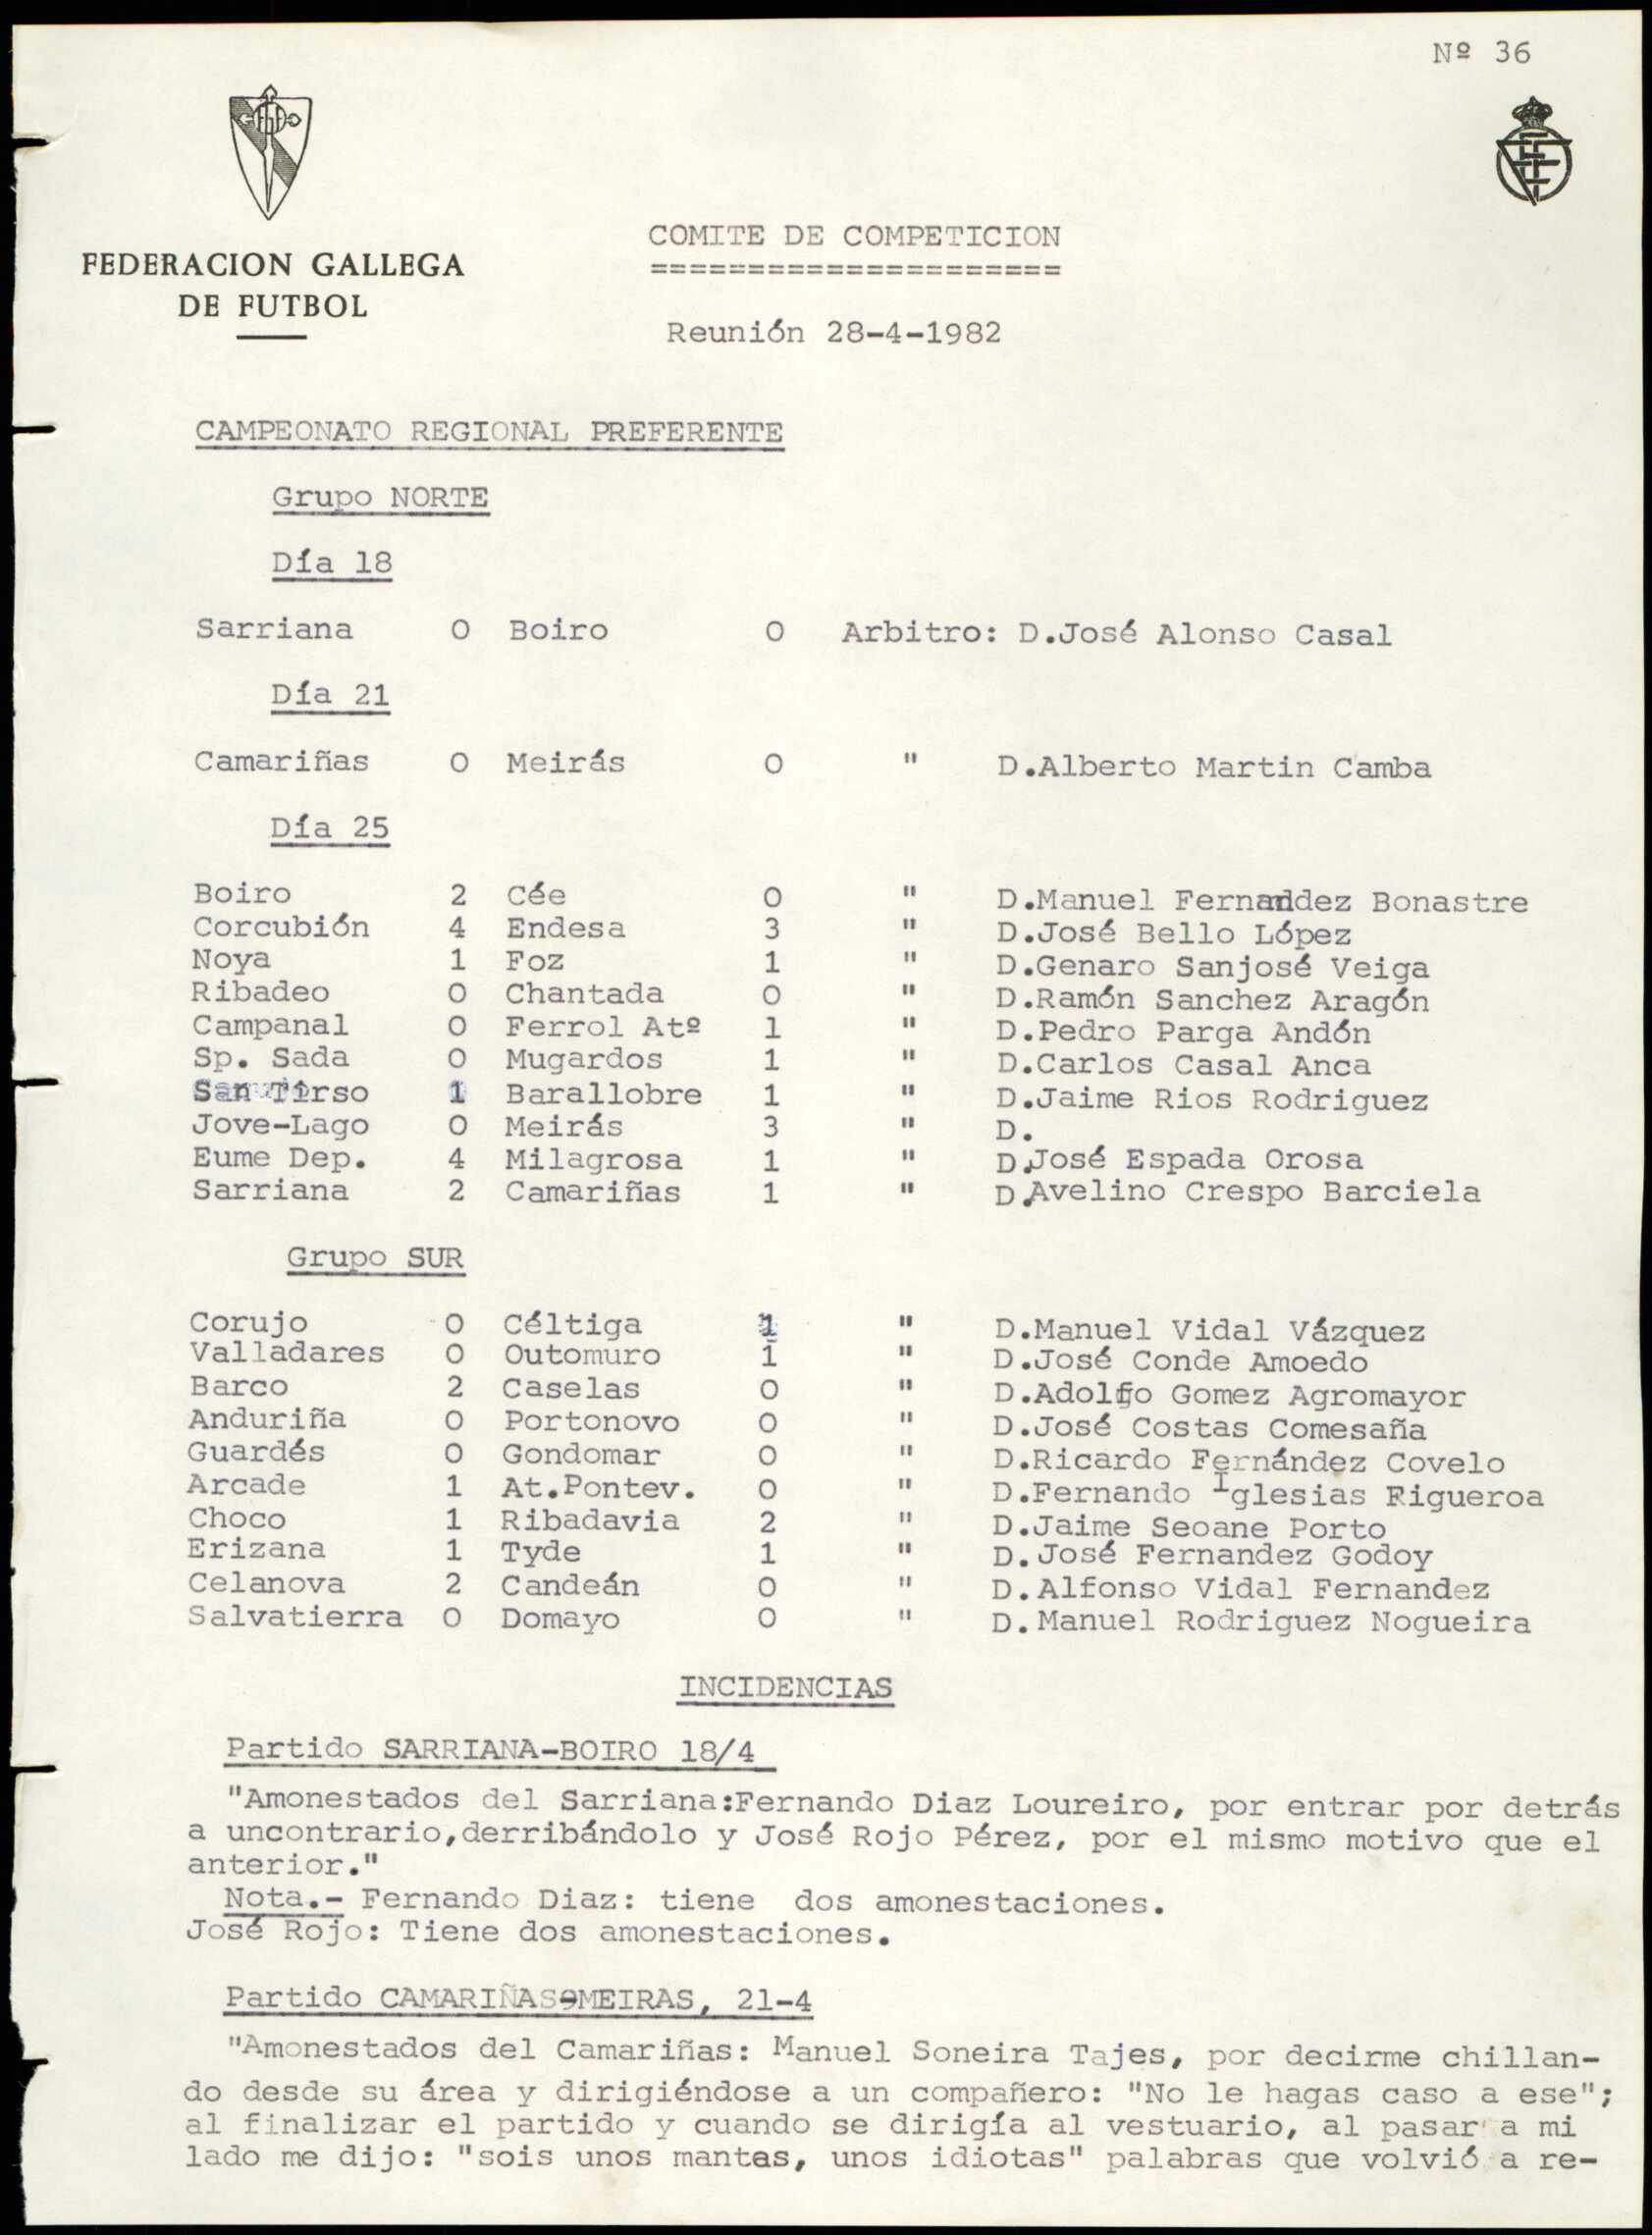 Nº 36
FEDERACION GALLEGA
DE FUTBOL
COMITE DE COMPETICION
=====================
Reunión 28-4-1982
CAMPEONATO REGIONAL PREFERENTE
Grupo NORTE
Día 18
Sarriana 0 Boiro 0 Arbitro: D.José Alonso Casal
Día 21
Camariñas 0 Meirás 0 " D.Alberto Martin Camba
Día 25
Boiro 2 Cée 0 " D.Manuel Fernanddez Bonastre
Corcubión 4 Endesa 3 " D.José Bello López
Noya 1 Foz 1 " D.Genaro Sanjosé Veiga
Ribadeo 0 Chantada 0 " D.Ramón Sanchez Aragón
Campanal 0 Ferrol Atº 1 " D.Pedro Parga Andón
Sp. Sada 0 Mugardos 1 " D.Carlos Casal Anca
San Tirso 1 Barallobre 1 " D.Jaime Rios Rodriguez
Jove-Lago 0 Meirás 3 " D.
Eume Dep. 4 Milagrosa 1 " D.José Espada Orosa
Sarriana 2 Camariñas 1 " D.Avelino Crespo Barciela
Grupo SUR
Corujo 0 Céltiga 1 " D.Manuel Vidal Vázquez
Valladares 0 Outomuro 1 " D.José Conde Amoedo
Barco 2 Caselas 0 " D.Adolfo Gomez Agromayor
Anduriña 0 Portonovo 0 " D.José Costas Comesaña
Guardés 0 Gondomar 0 " D.Ricardo Fernández Covelo
Arcade 1 At.Pontev. 0 " D.Fernando Iglesias Figueroa
Choco 1 Ribadavia 2 " D.Jaime Seoane Porto
Erizana 1 Tyde 1 " D.José Fernandez Godoy
Celanova 2 Candeán 0 " D.Alfonso Vidal Fernandez
Salvatierra 0 Domayo 0 " D.Manuel Rodriguez Nogueira
INCIDENCIAS
Partido SARRIANA-BOIRO 18/4
"Amonestados del Sarriana:Fernando Diaz Loureiro, por entrar por detrás
a uncontrario,derribándolo y José Rojo Pérez, por el mismo motivo que el
anterior."
Nota.- Fernando Diaz: tiene dos amonestaciones.
José Rojo: Tiene dos amonestaciones.
Partido CAMARIÑAS-MEIRAS, 21-4
"Amonestados del Camariñas: Manuel Soneira Tajes, por decirme chillan-
do desde su área y dirigiéndose a un compañero: "No le hagas caso a ese";
al finalizar el partido y cuando se dirigía al vestuario, al pasar a mi
lado me dijo: "sois unos mantas, unos idiotas" palabras que volvió a re-